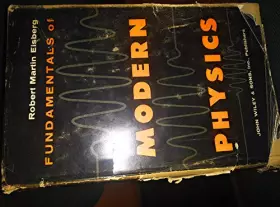 Robert Martin Eisberg
FUNDAMENTALS of
MODERN
PHYSICS
JOHN WILEY & SONS, Inc., Publishers